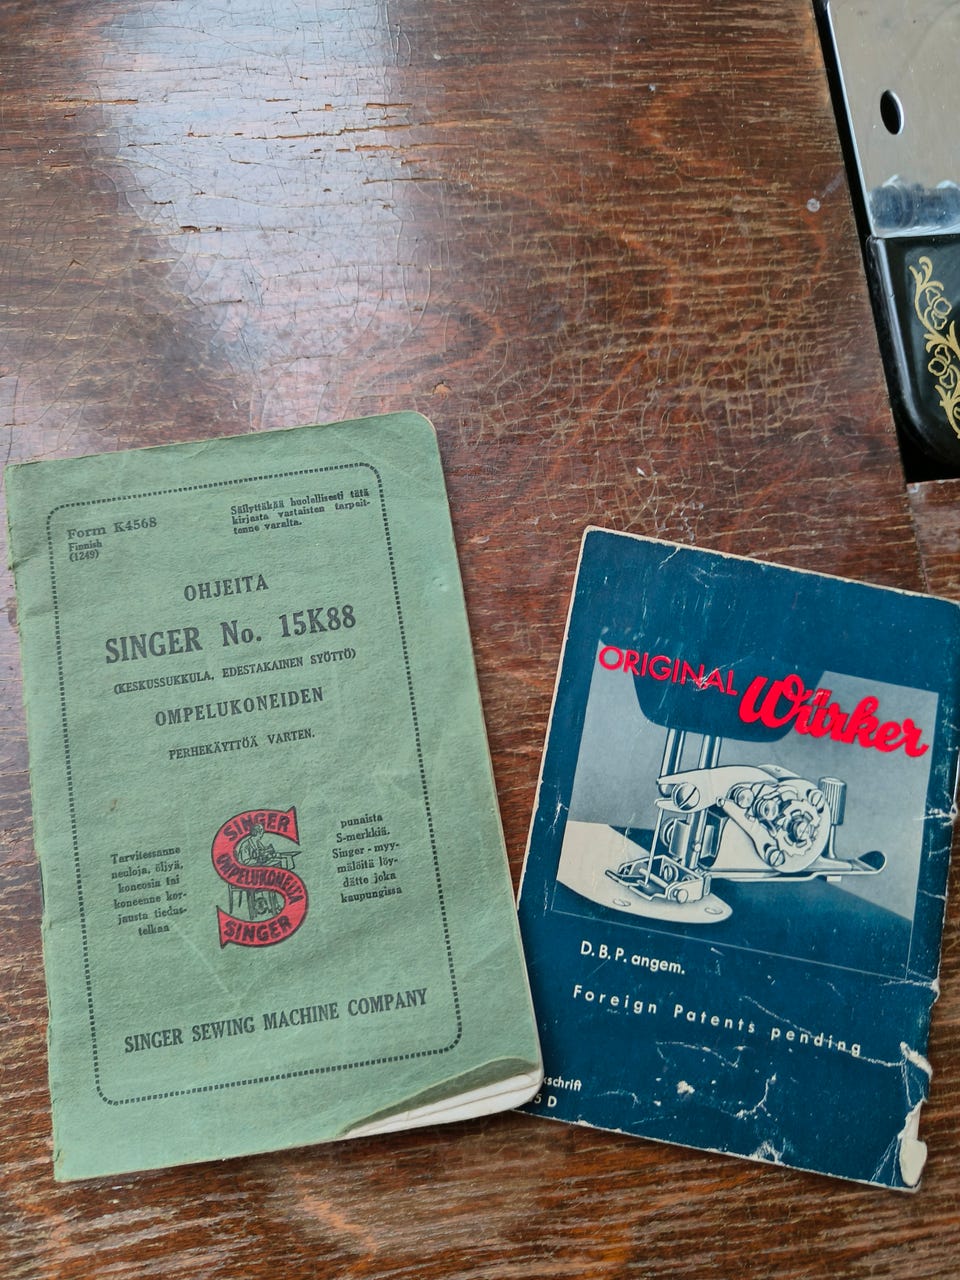 Form K4568
Finnish
(1249)
Säilyttäkää huolellisesti tätä
kirjasta vastaisten tarpeit-
tenne varalta.
OHJEITA
SINGER No. 15K88
(KESKUSSUKKULA, EDESTAKAINEN SYÖTTÖ)
OMPELUKONEIDEN
PERHEKÄYTTÖÄ VARTEN.
Tarvitessanne
neuloja, öljyä,
koneosia tai
koneenne kor-
jausta tiedus-
telkaa
SINGER
OMPELUKONEITA
SINGER
punaista
S-merkkiä.
Singer - myy-
mälöitä löy-
dätte joka
kaupungissa
SINGER SEWING MACHINE COMPANY
ORIGINAL Würker
D.B.P. angem.
Foreign Patents pending
kschrift
5 D